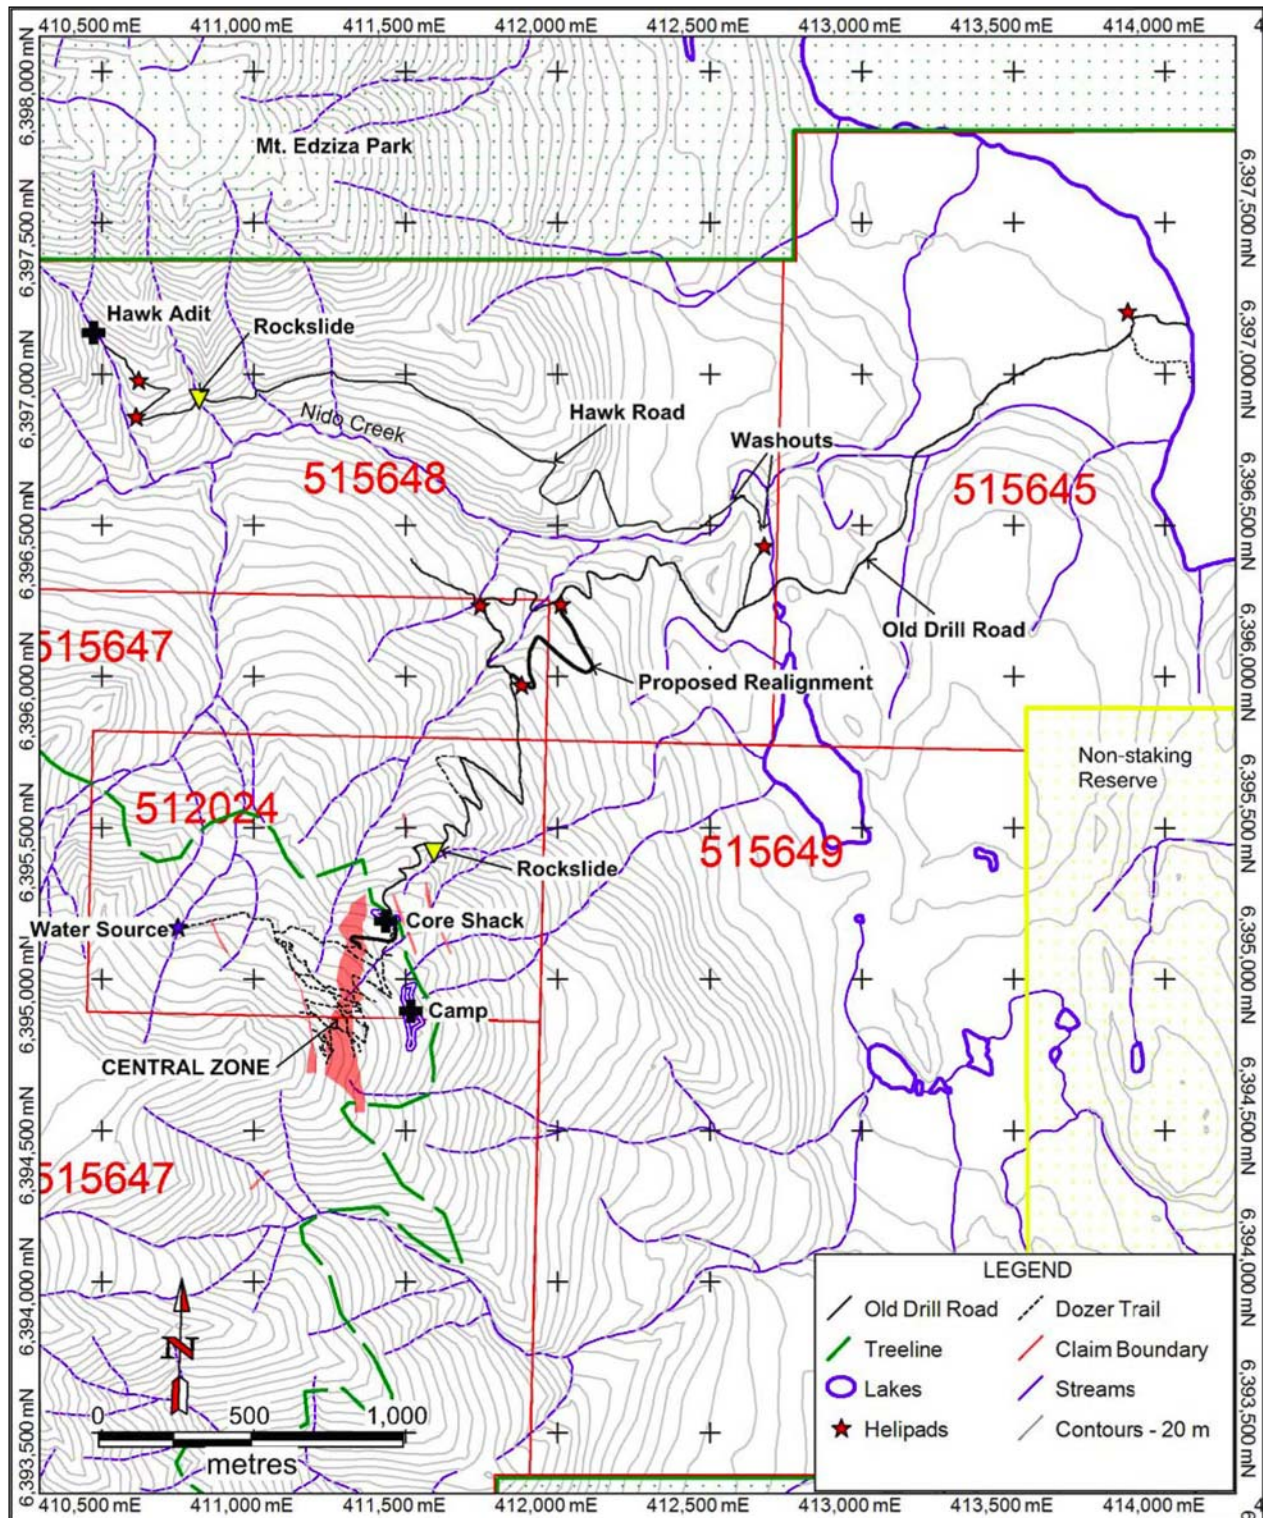 410,500 mE 411,000 mE 411,500 mE 412,000 mE 412,500 mE 413,000 mE 413,500 mE 414,000 mE 4
6,398,000 mN
6,397,500 mN
6,397,000 mN
6,396,500 mN
6,396,000 mN
6,395,500 mN
6,395,000 mN
6,394,500 mN
6,394,000 mN
6,393,500 mN
Mt. Edziza Park
Hawk Adit
Rockslide
Nido Creek
Hawk Road
Washouts
515648
515645
Old Drill Road
515647
Proposed Realignment
Non-staking
Reserve
512024
515649
Rockslide
Water Source
Core Shack
Camp
CENTRAL ZONE
515647
N
0 500 1,000
metres
LEGEND
Old Drill Road
Dozer Trail
Treeline
Claim Boundary
Lakes
Streams
Helipads
Contours - 20 m
6,397,500 mN
6,397,000 mN
6,396,500 mN
6,396,000 mN
6,395,500 mN
6,395,000 mN
6,394,500 mN
6,394,000 mN
6,393,500 mN
6
410,500 mE 411,000 mE 411,500 mE 412,000 mE 412,500 mE 413,000 mE 413,500 mE 414,000 mE